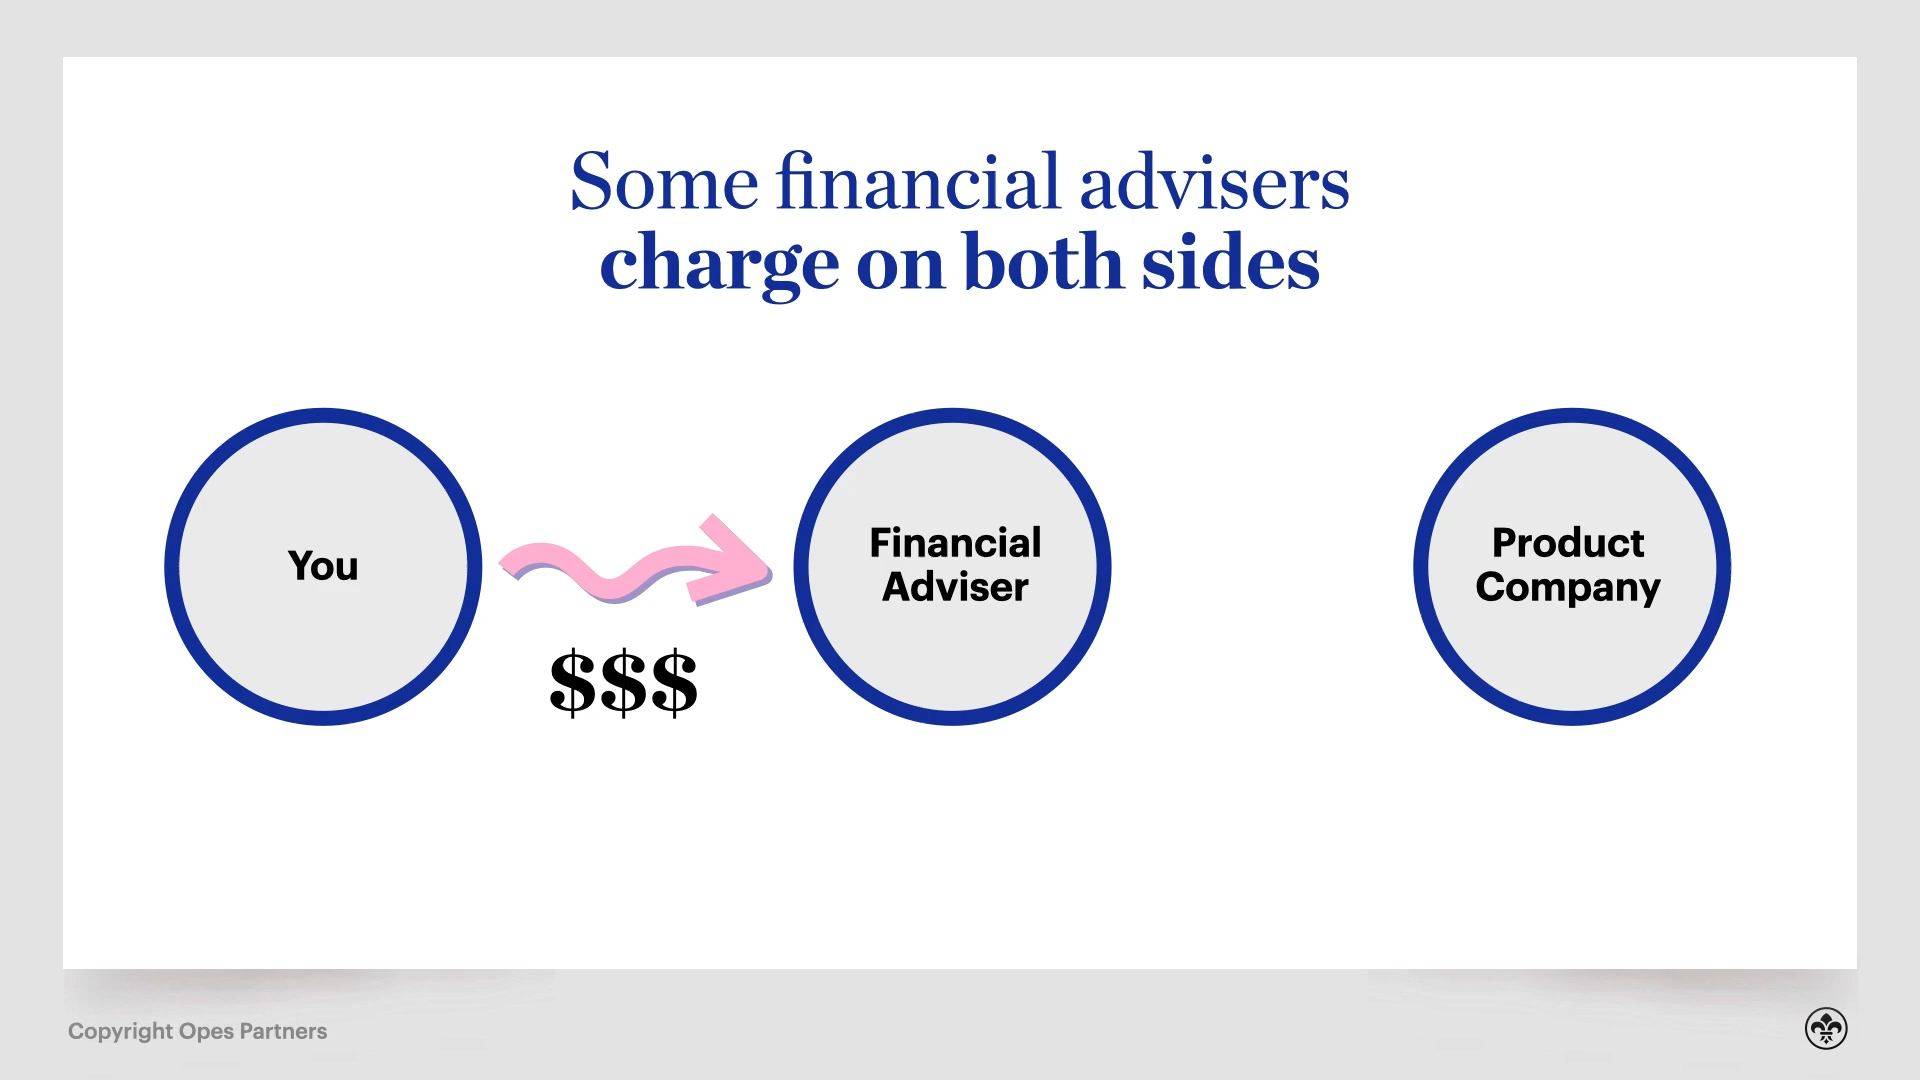 Some financial advisers
charge on both sides
You
$$$
Financial
Adviser
Product
Company
Copyright Opes Partners